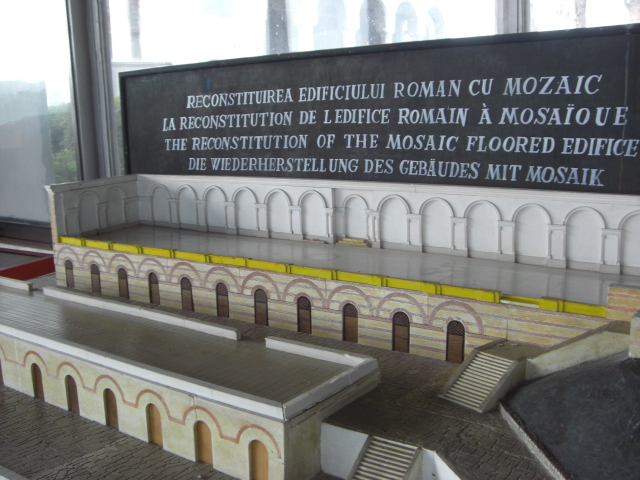 RECONSTITUIREA EDIFICIULUI ROMAN CU MOZAIC
LA RECONSTITUTION DE L'EDIFICE ROMAIN À MOSAÏQUE
THE RECONSTITUTION OF THE MOSAIC FLOORED EDIFICE
DIE WIEDERHERSTELLUNG DES GEBÄUDES MIT MOSAIK